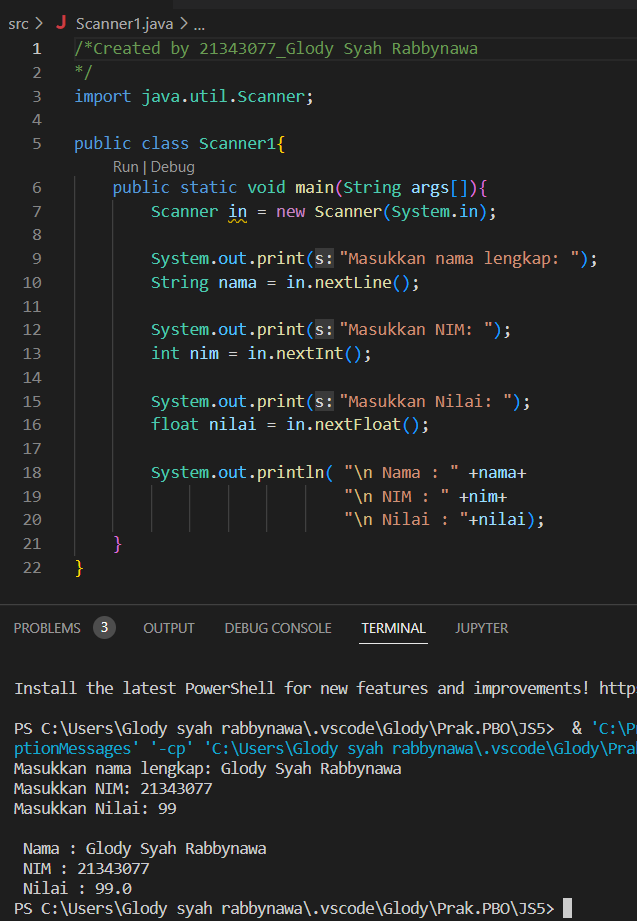 src > J Scanner1.java > ...
1 /*Created by 21343077_Glody Syah Rabbynawa
2 */
3 import java.util.Scanner;
4
5 public class Scanner1{
Run | Debug
6 public static void main(String args[]){
7 Scanner in = new Scanner(System.in);
8
9 System.out.print(s: "Masukkan nama lengkap: ");
10 String nama = in.nextLine();
11
12 System.out.print(s: "Masukkan NIM: ");
13 int nim = in.nextInt();
14
15 System.out.print(s: "Masukkan Nilai: ");
16 float nilai = in.nextFloat();
17
18 System.out.println( "\n Nama : " +nama+
19 "\n NIM : " +nim+
20 "\n Nilai : "+nilai);
21 }
22 }
PROBLEMS 3 OUTPUT DEBUG CONSOLE TERMINAL JUPYTER
Install the latest PowerShell for new features and improvements! http
PS C:\Users\Glody syah rabbynawa\.vscode\Glody\Prak.PBO\JS5> & 'C:\P
ptionMessages' '-cp' 'C:\Users\Glody syah rabbynawa\.vscode\Glody\Pra
Masukkan nama lengkap: Glody Syah Rabbynawa
Masukkan NIM: 21343077
Masukkan Nilai: 99
Nama : Glody Syah Rabbynawa
NIM : 21343077
Nilai : 99.0
PS C:\Users\Glody syah rabbynawa\.vscode\Glody\Prak.PBO\JS5>